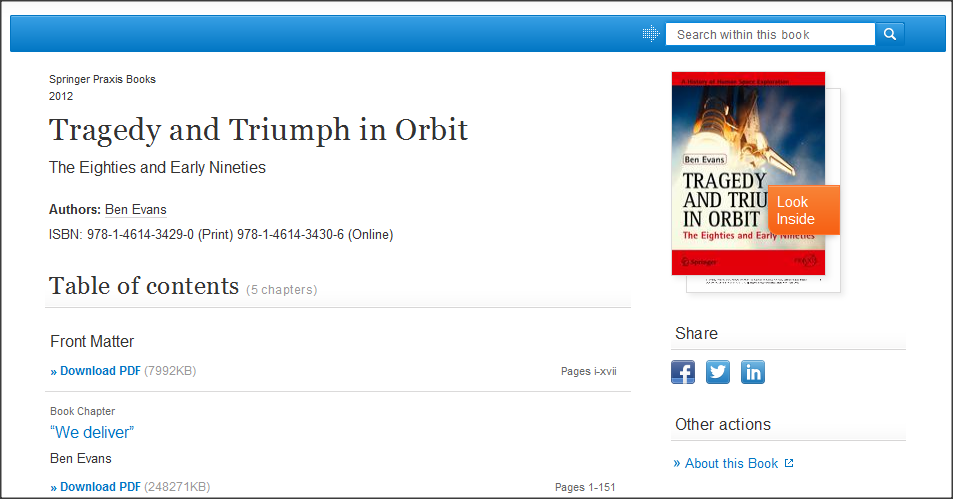 Search within this book
Springer Praxis Books
2012
Tragedy and Triumph in Orbit
The Eighties and Early Nineties
Authors: Ben Evans
ISBN: 978-1-4614-3429-0 (Print) 978-1-4614-3430-6 (Online)
Table of contents (5 chapters)
Front Matter
» Download PDF (7992KB)
Pages i-xvii
Book Chapter
“We deliver”
Ben Evans
» Download PDF (248271KB)
Pages 1-151
A History of Human Space Exploration
Ben Evans
TRAGEDY
AND TRIU
IN ORBIT
The Eighties and Early Nineties
Springer
Look
Inside
Share
Other actions
» About this Book